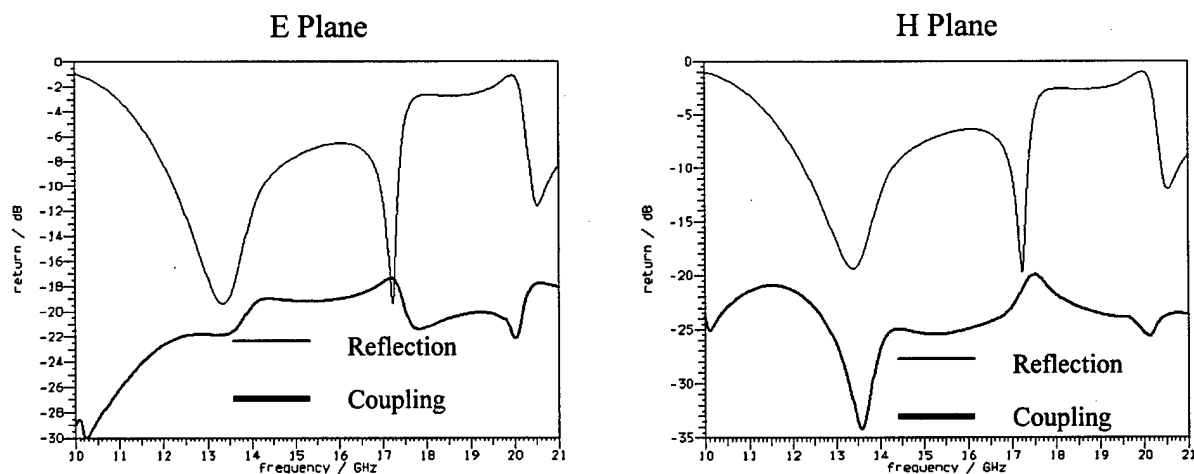 E Plane
0
-2
-4
-6
-8
-10
-12
-14
-16
-18
-20
-22
-24
-26
-28
-30
return / dB
10 11 12 13 14 15 16 17 18 19 20 21
frequency / GHz
Reflection
Coupling
H Plane
0
-5
-10
-15
-20
-25
-30
-35
return / dB
10 11 12 13 14 15 16 17 18 19 20 21
frequency / GHz
Reflection
Coupling